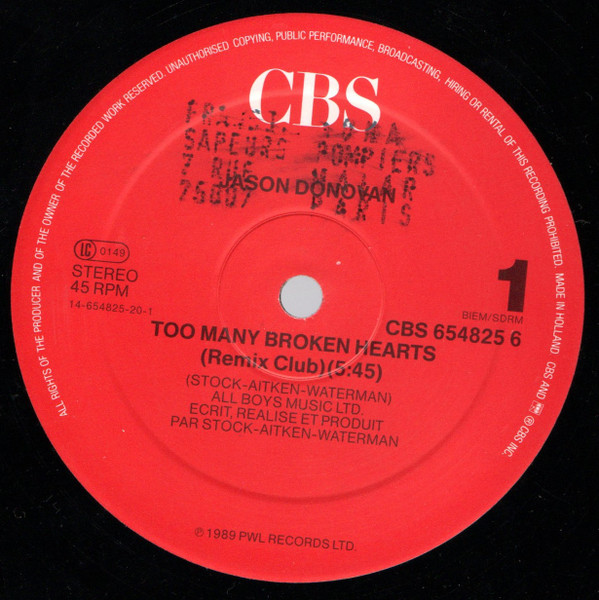 ALL RIGHTS OF THE PRODUCER AND OF THE OWNER OF THE RECORDED WORK RESERVED. UNAUTHORISED COPYING, PUBLIC PERFORMANCE, BROADCASTING, HIRING OR RENTAL OF THIS RECORDING PROHIBITED. MADE IN HOLLAND CBS AND ® © CBS INC.
CBS
SAPEURS POMPIERS
7 RUE MALAR
75007 PARIS
JASON DONOVAN
LC 0149
STEREO
45 RPM
14-654825-20-1
1
BIEM/SDRM
CBS 654825 6
TOO MANY BROKEN HEARTS
(Remix Club)(5:45)
(STOCK-AITKEN-WATERMAN)
ALL BOYS MUSIC LTD.
ECRIT, REALISE ET PRODUIT
PAR STOCK-AITKEN-WATERMAN
℗ 1989 PWL RECORDS LTD.